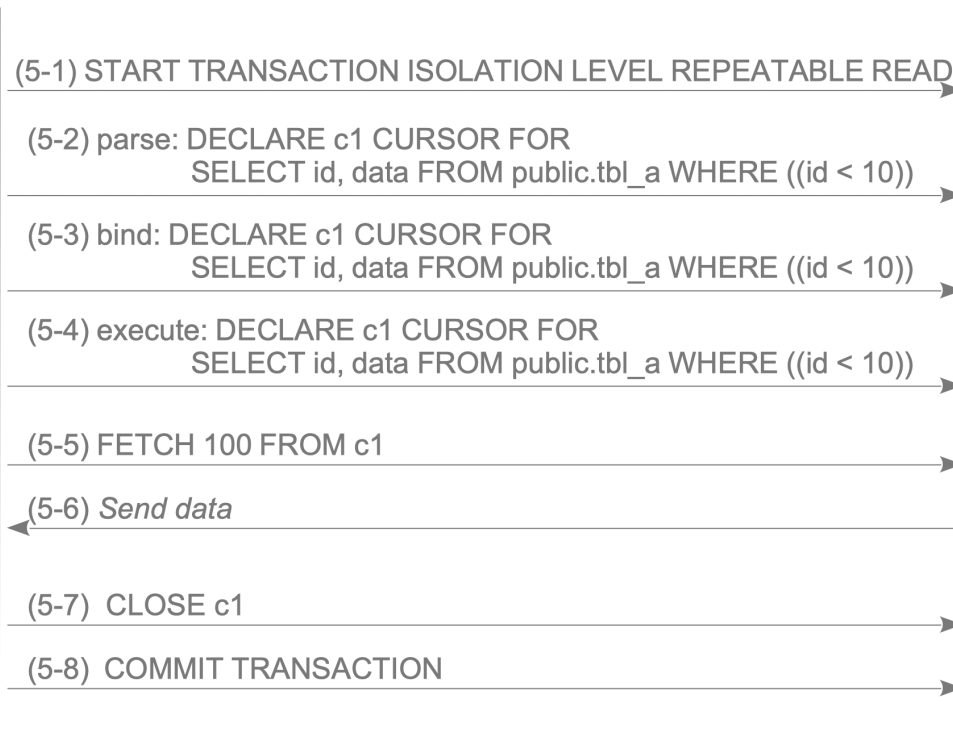 (5-1) START TRANSACTION ISOLATION LEVEL REPEATABLE READ
(5-2) parse: DECLARE c1 CURSOR FOR
SELECT id, data FROM public.tbl_a WHERE ((id < 10))
(5-3) bind: DECLARE c1 CURSOR FOR
SELECT id, data FROM public.tbl_a WHERE ((id < 10))
(5-4) execute: DECLARE c1 CURSOR FOR
SELECT id, data FROM public.tbl_a WHERE ((id < 10))
(5-5) FETCH 100 FROM c1
(5-6) Send data
(5-7) CLOSE c1
(5-8) COMMIT TRANSACTION